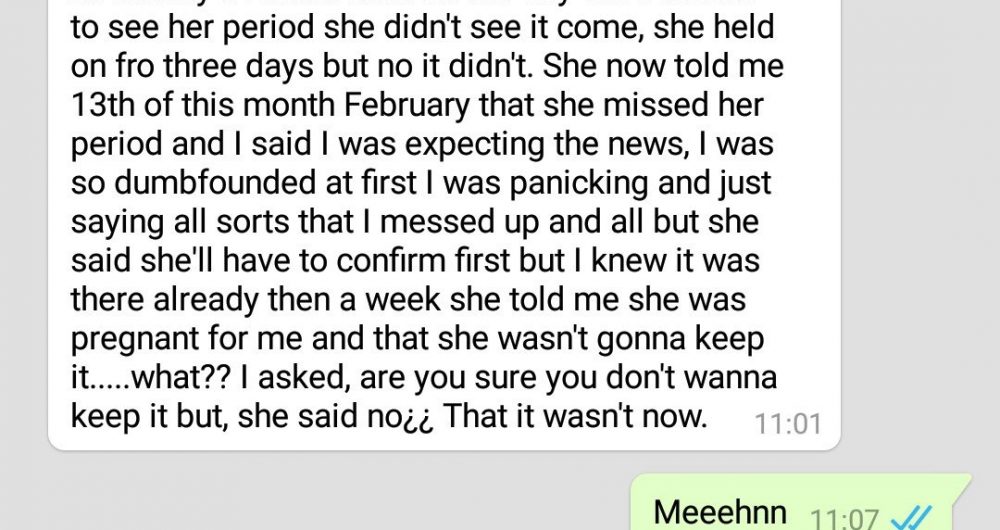 to see her period she didn't see it come, she held
on fro three days but no it didn't. She now told me
13th of this month February that she missed her
period and I said I was expecting the news, I was
so dumbfounded at first I was panicking and just
saying all sorts that I messed up and all but she
said she'll have to confirm first but I knew it was
there already then a week she told me she was
pregnant for me and that she wasn't gonna keep
it.....what?? I asked, are you sure you don't wanna
keep it but, she said no¿¿ That it wasn't now.
11:01
Meeehnn 11:07